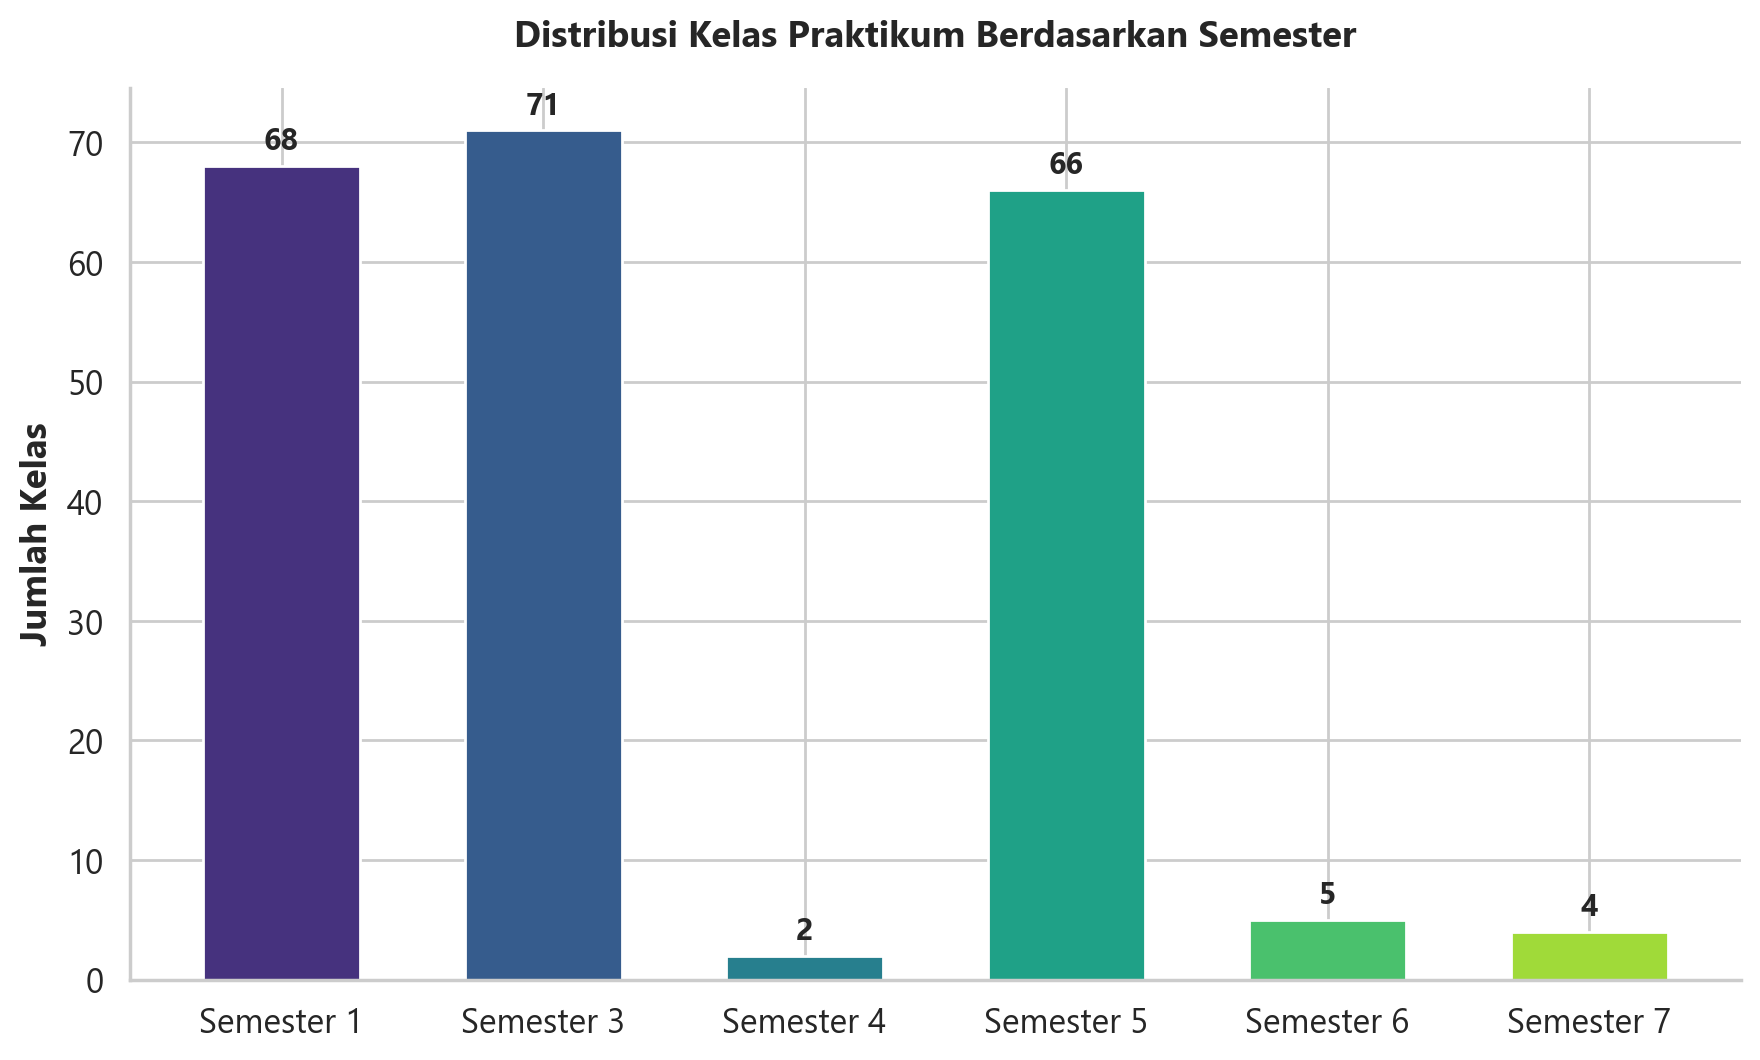 Distribusi Kelas Praktikum Berdasarkan Semester
Jumlah Kelas
70
60
50
40
30
20
10
0
68
71
2
66
5
4
Semester 1
Semester 3
Semester 4
Semester 5
Semester 6
Semester 7